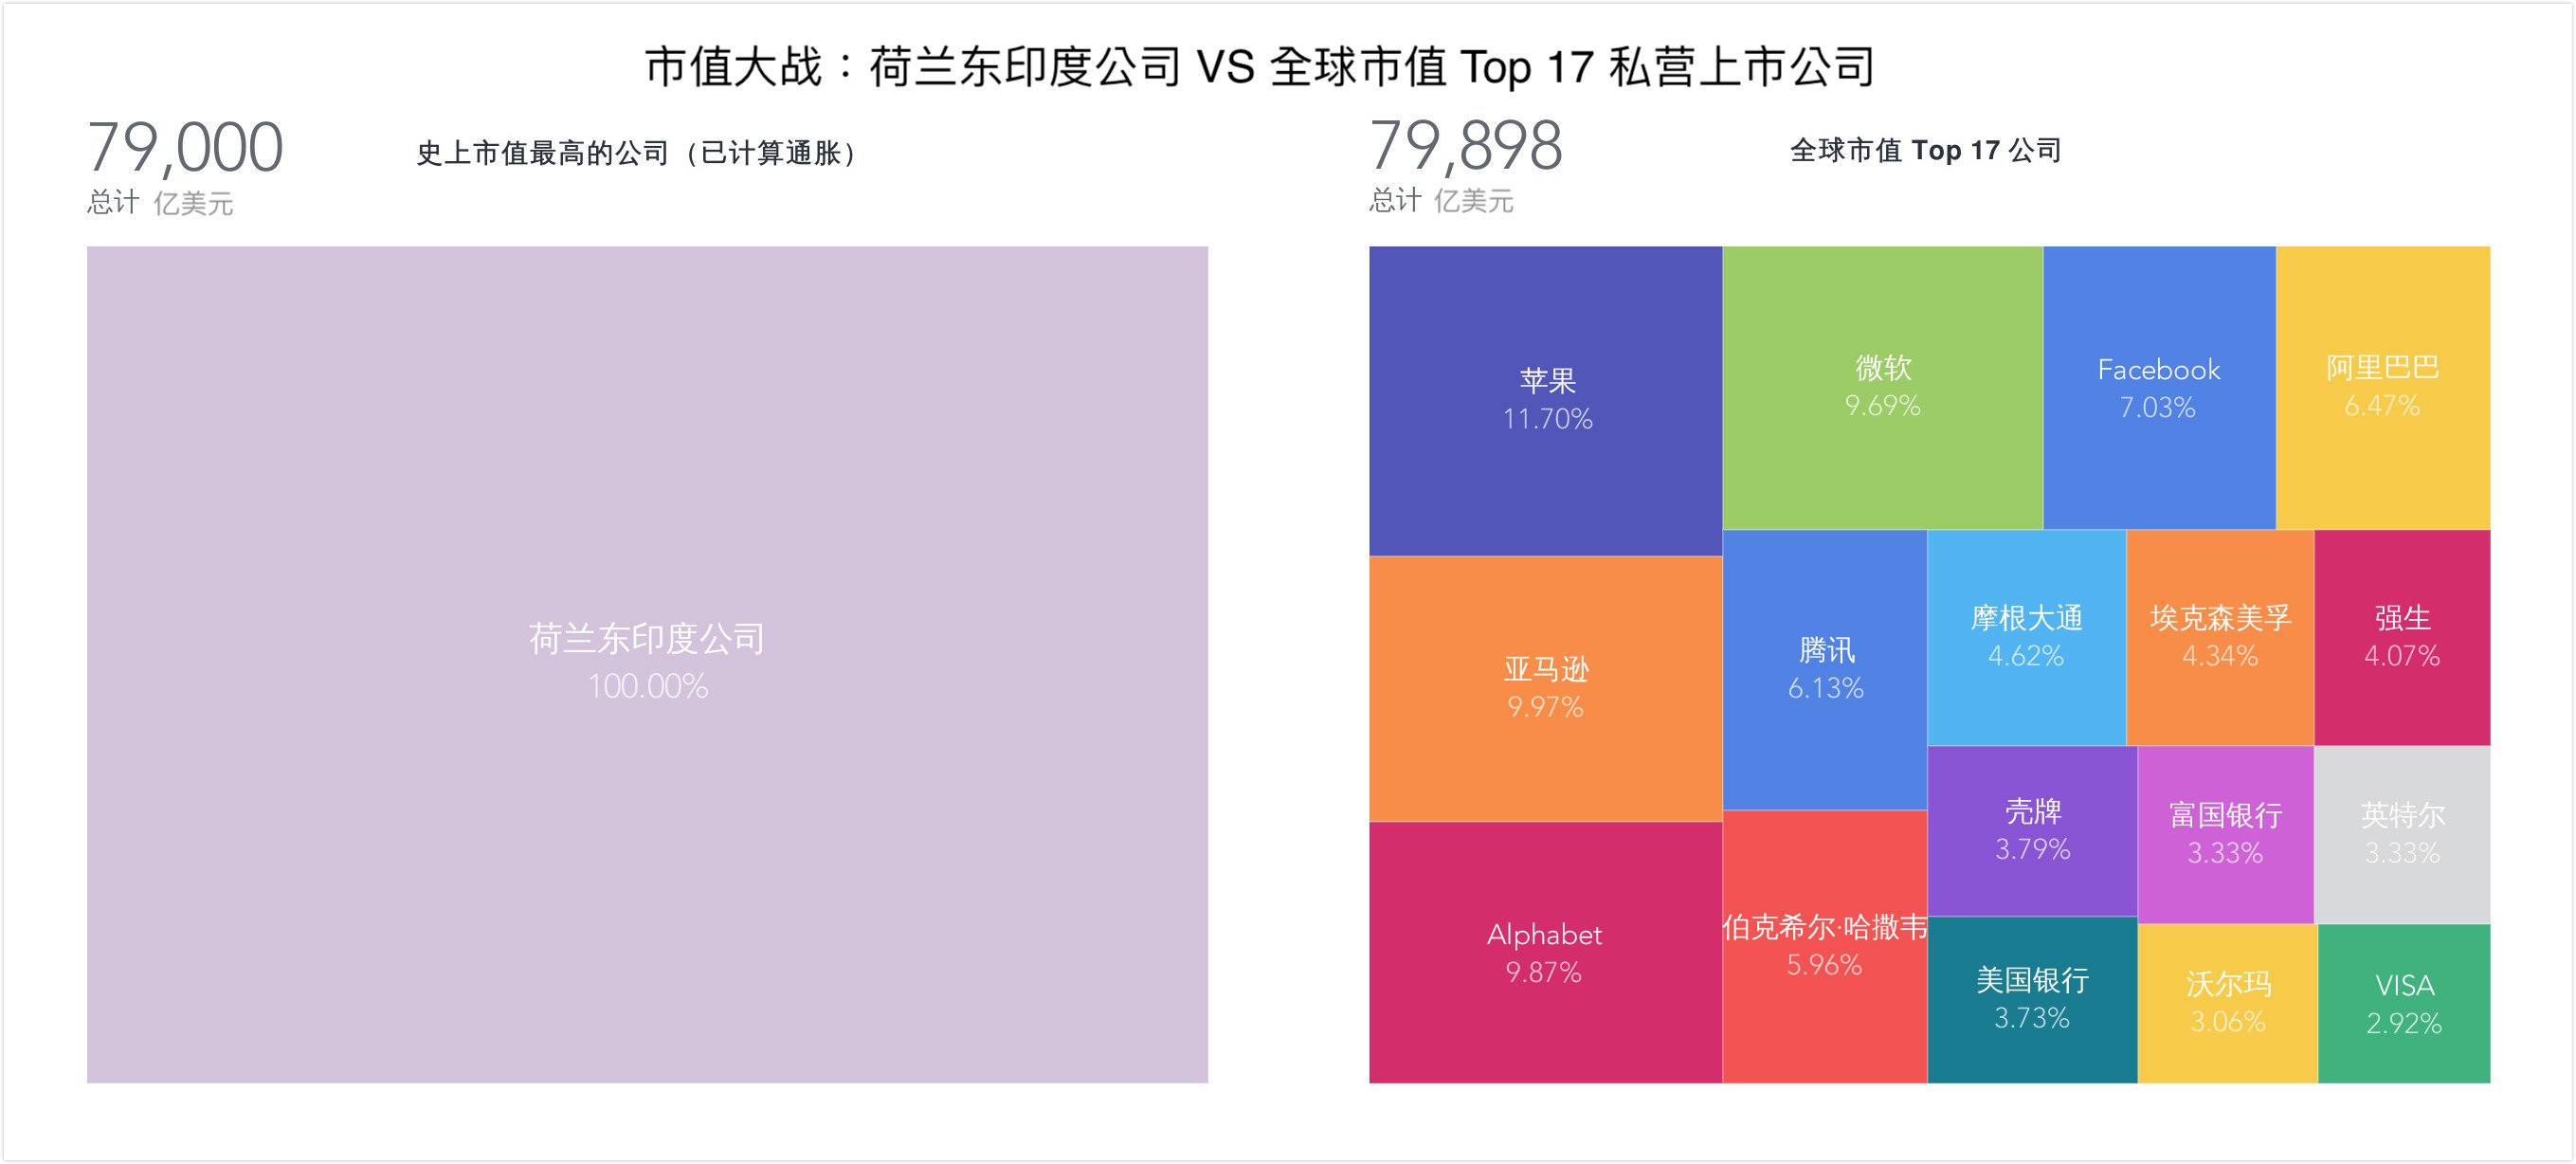 市值大战：荷兰东印度公司 VS 全球市值 Top 17 私营上市公司
79,000
史上市值最高的公司（已计算通胀）
总计 亿美元
荷兰东印度公司
100.00%
79,898
全球市值 Top 17 公司
总计 亿美元
苹果
11.70%
微软
9.69%
Facebook
7.03%
阿里巴巴
6.47%
亚马逊
9.97%
腾讯
6.13%
摩根大通
4.62%
埃克森美孚
4.34%
强生
4.07%
壳牌
3.79%
富国银行
3.33%
英特尔
3.33%
Alphabet
9.87%
伯克希尔·哈撒韦
5.96%
美国银行
3.73%
沃尔玛
3.06%
VISA
2.92%